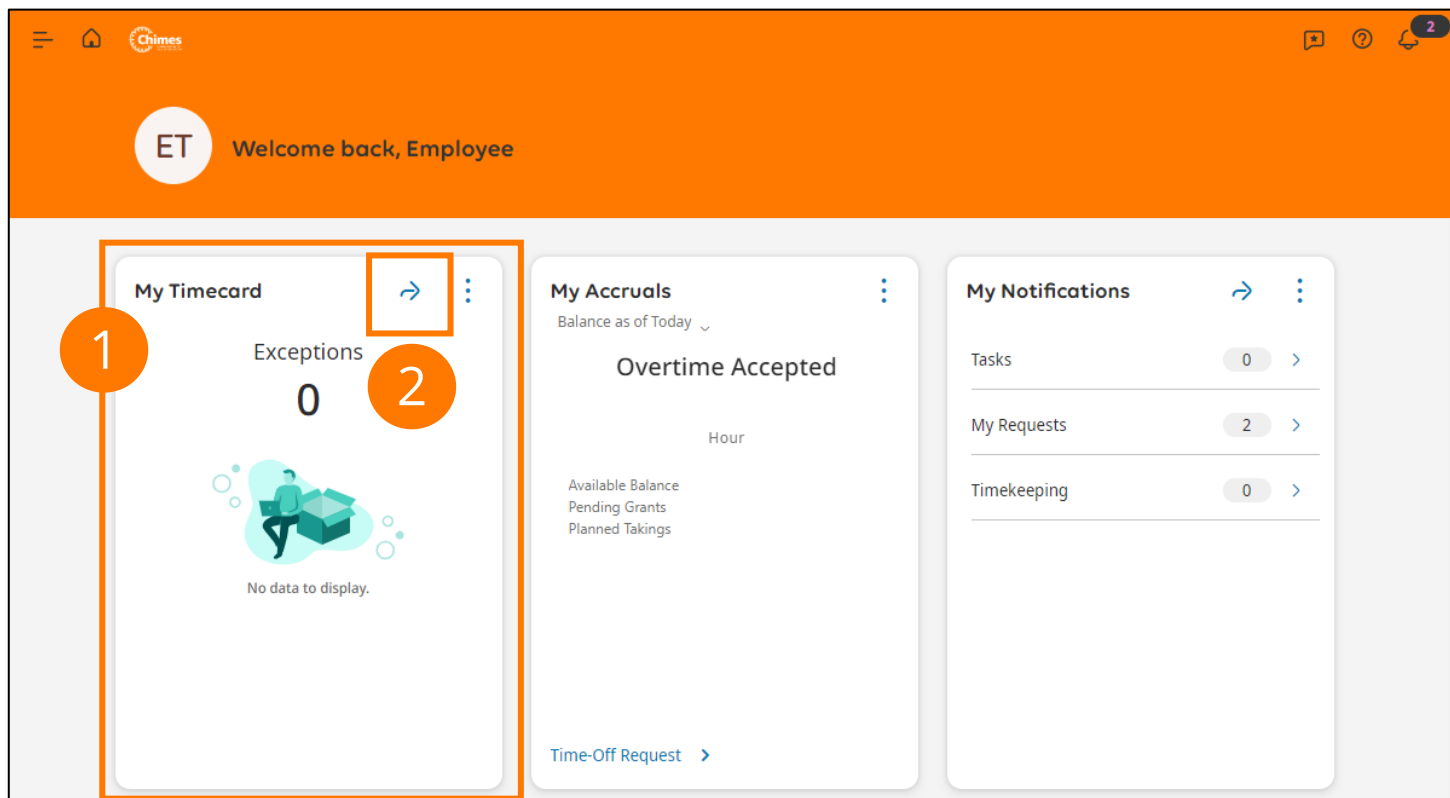 Chimes
2
ET
Welcome back, Employee
My Timecard
1
2
Exceptions
0
No data to display.
My Accruals
Balance as of Today
Overtime Accepted
Hour
Available Balance
Pending Grants
Planned Takings
Time-Off Request
My Notifications
Tasks 0
My Requests 2
Timekeeping 0